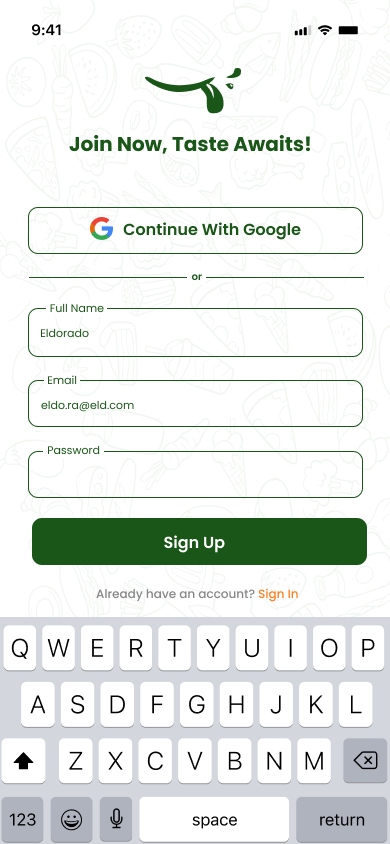 9:41
Join Now, Taste Awaits!
Continue With Google
or
Full Name
Eldorado
Email
eldo.ra@eld.com
Password
Sign Up
Already have an account? Sign In
Q W E R T Y U I O P
A S D F G H J K L
Z X C V B N M
123 space return